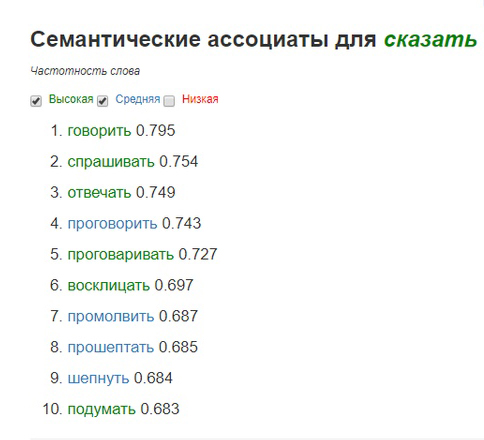 Семантические ассоциаты для сказать
Частотность слова
Высокая Средняя Низкая
1. говорить 0.795
2. спрашивать 0.754
3. отвечать 0.749
4. проговорить 0.743
5. проговаривать 0.727
6. восклицать 0.697
7. промолвить 0.687
8. прошептать 0.685
9. шепнуть 0.684
10. подумать 0.683